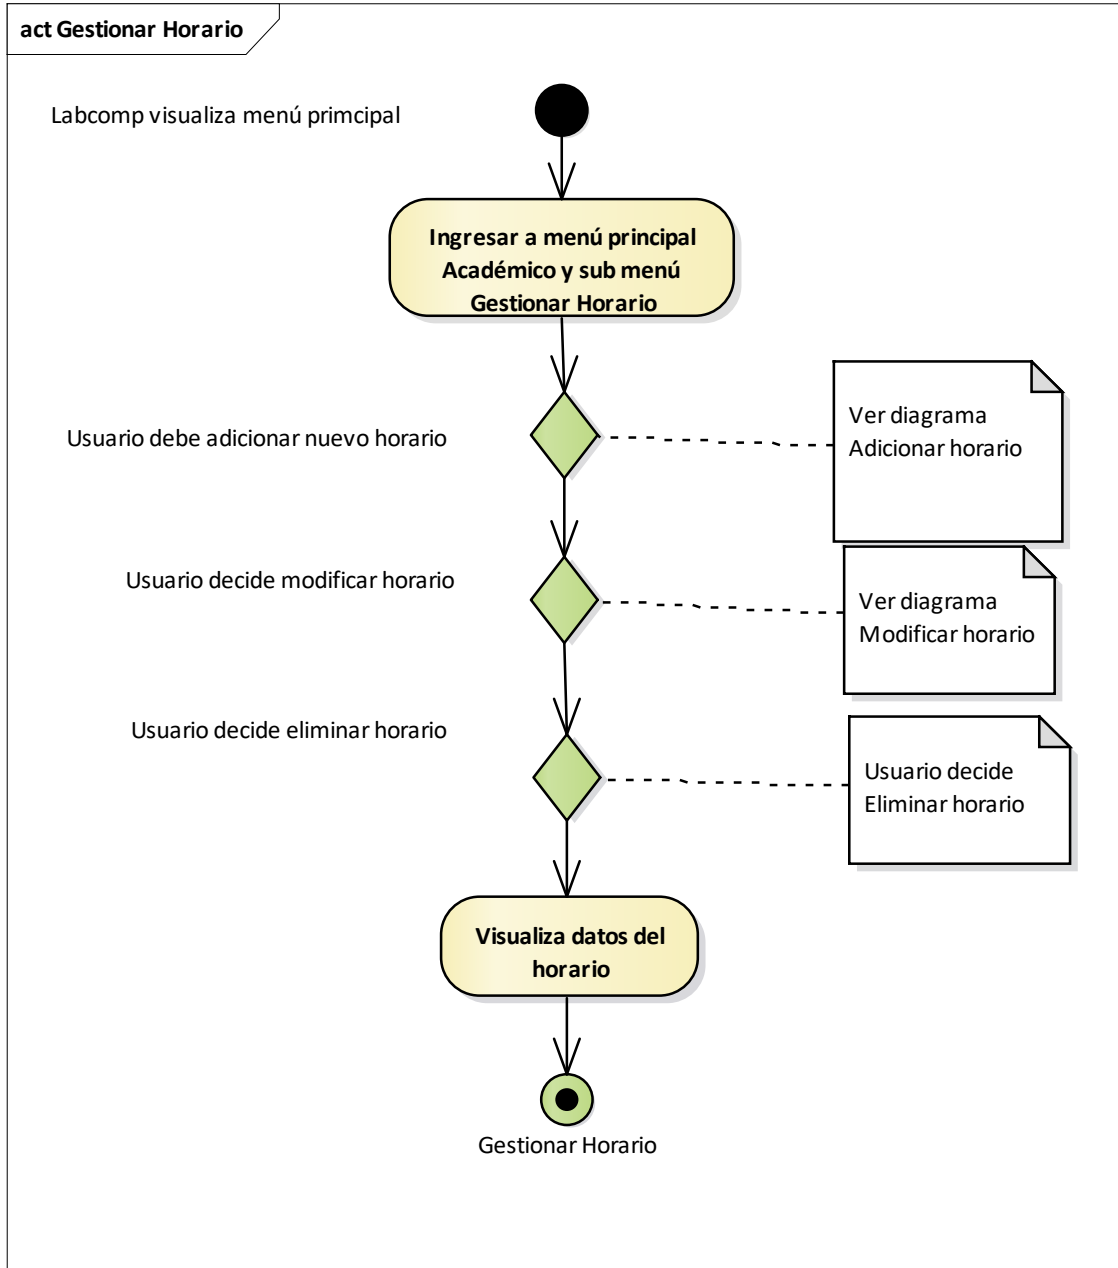 act Gestionar Horario
Labcomp visualiza menú primcipal
Ingresar a menú principal
Académico y sub menú
Gestionar Horario
Usuario debe adicionar nuevo horario
Ver diagrama
Adicionar horario
Usuario decide modificar horario
Ver diagrama
Modificar horario
Usuario decide eliminar horario
Usuario decide
Eliminar horario
Visualiza datos del
horario
Gestionar Horario